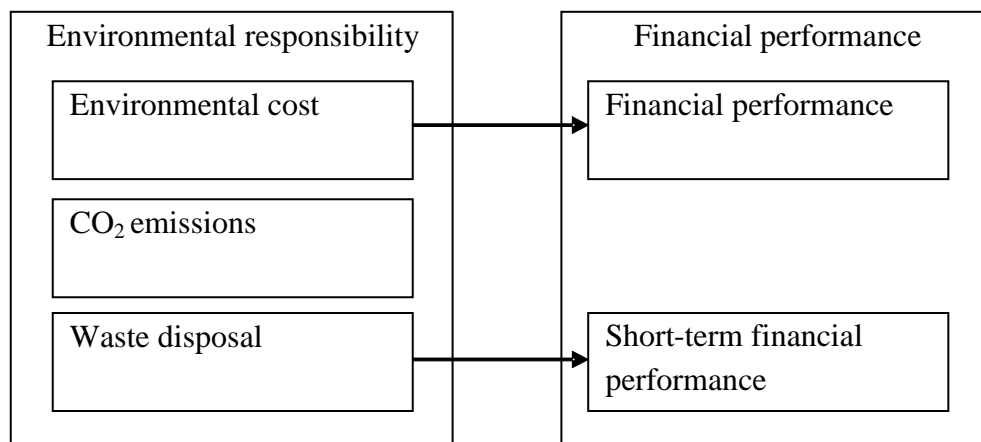 Environmental responsibility
Environmental cost
CO₂ emissions
Waste disposal
Financial performance
Financial performance
Short-term financial
performance